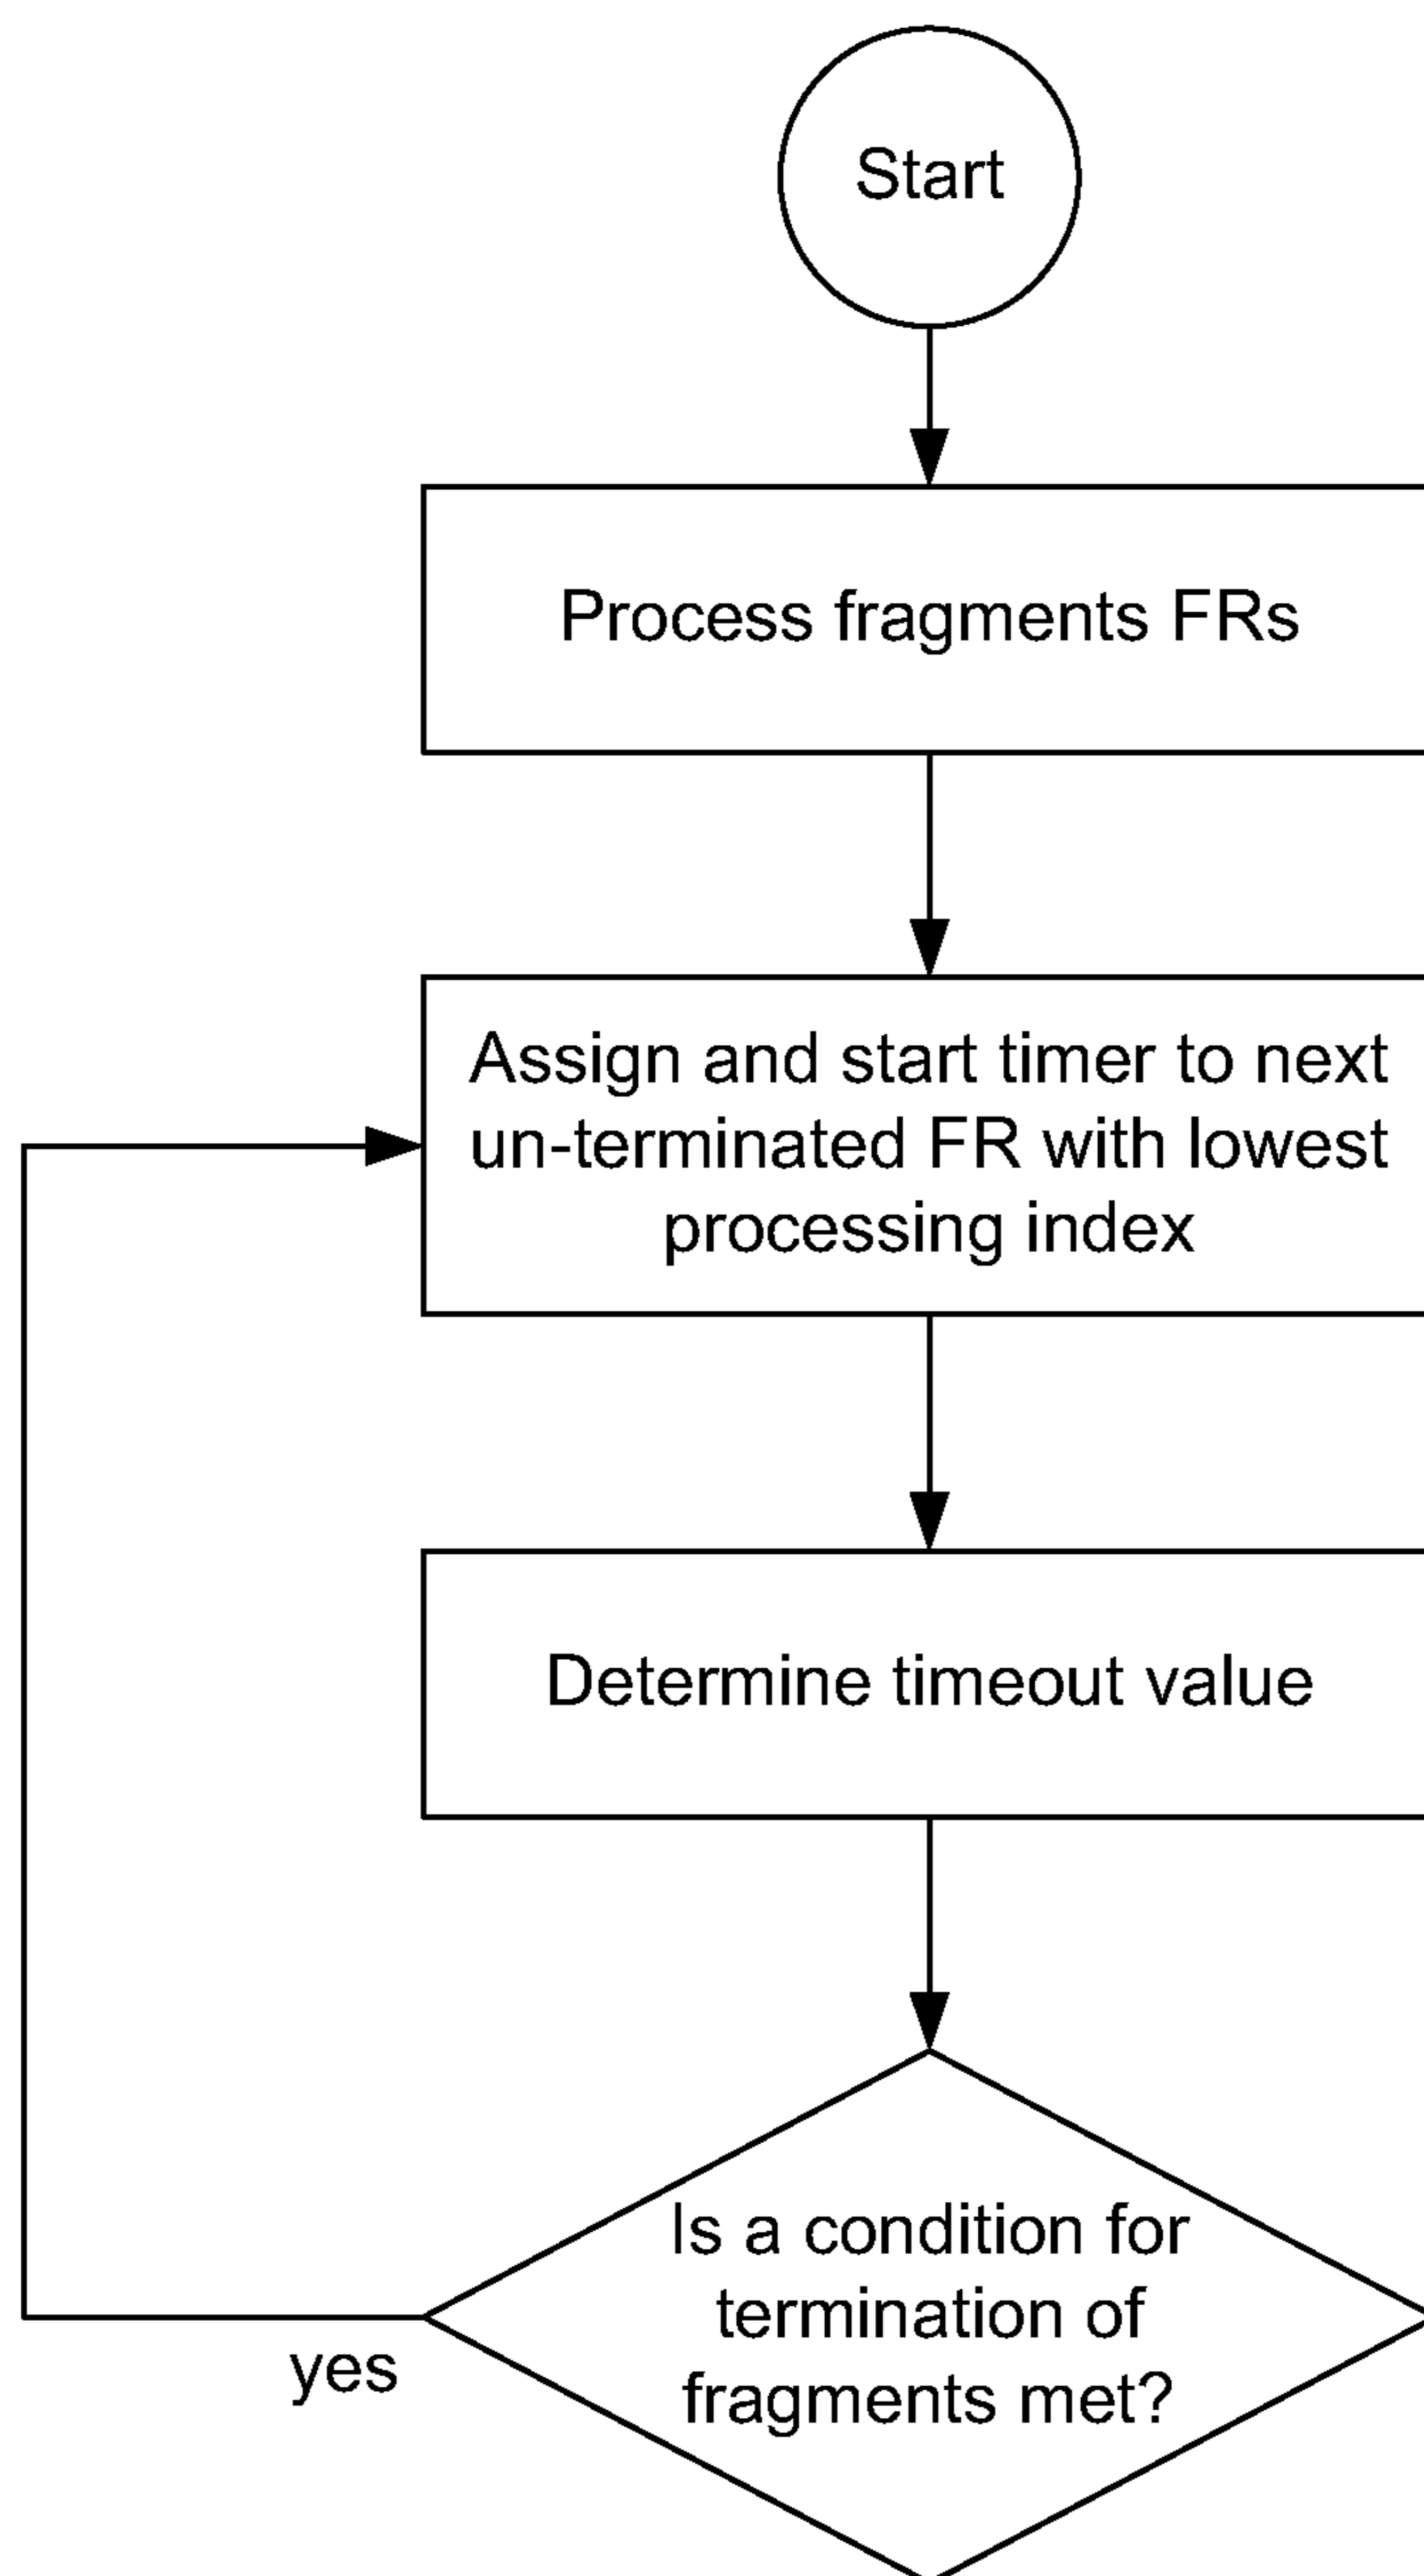 Start
Process fragments FRs
Assign and start timer to next
un-terminated FR with lowest
processing index
Determine timeout value
Is a condition for
termination of
fragments met?
yes